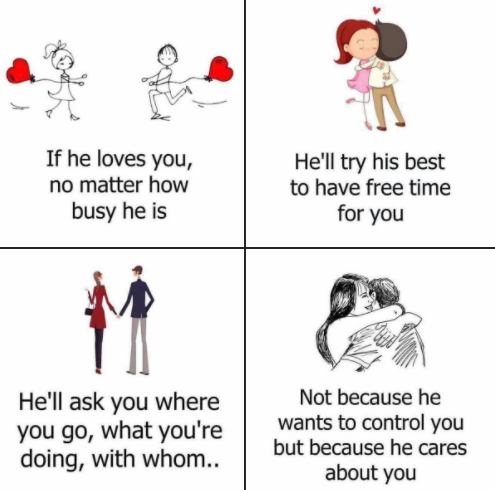 If he loves you,
no matter how
busy he is
He'll try his best
to have free time
for you
He'll ask you where
you go, what you're
doing, with whom..
Not because he
wants to control you
but because he cares
about you